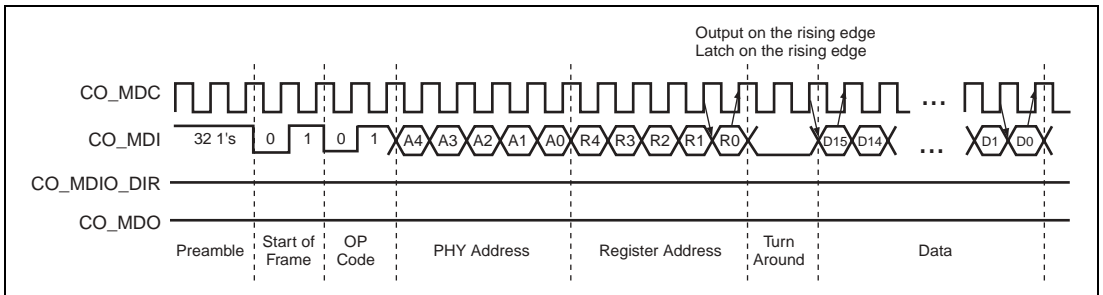 Output on the rising edge
Latch on the rising edge
CO_MDC
...
CO_MDI 32 1's 0 1 0 1 A4 A3 A2 A1 A0 R4 R3 R2 R1 R0 D15 D14 ... D1 D0
CO_MDIO_DIR
CO_MDO
Preamble
Start of
Frame
OP
Code
PHY Address
Register Address
Turn
Around
Data